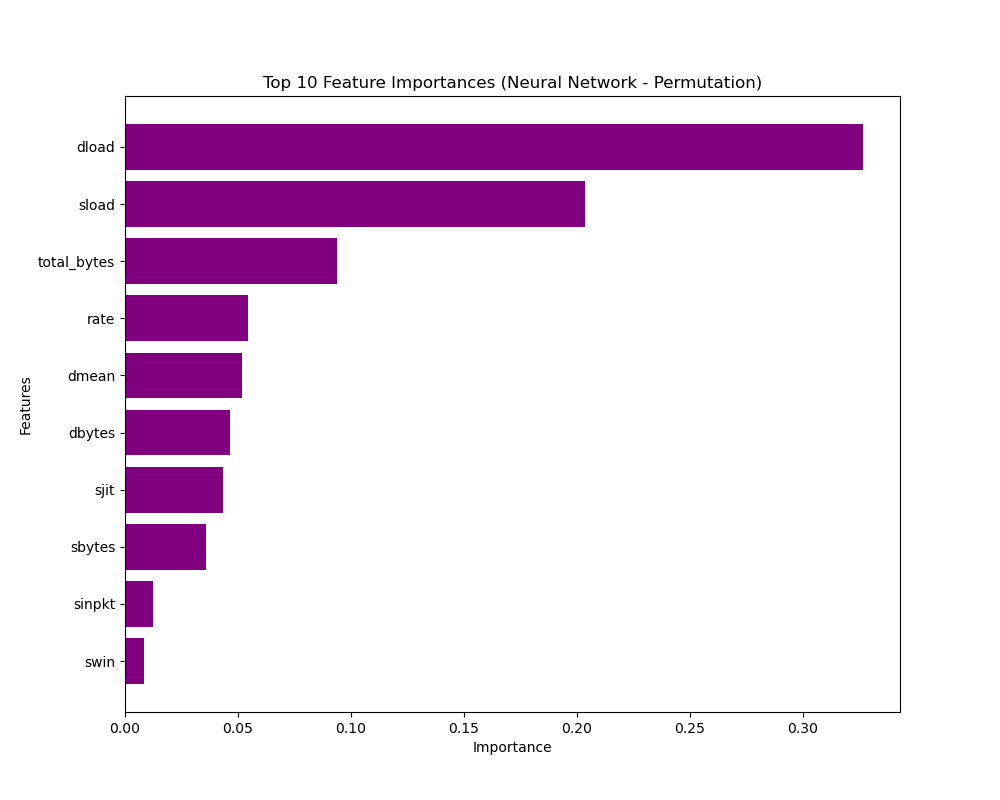 Top 10 Feature Importances (Neural Network - Permutation)
Features
dload
sload
total_bytes
rate
dmean
dbytes
sjit
sbytes
sinpkt
swin
0.00 0.05 0.10 0.15 0.20 0.25 0.30
Importance